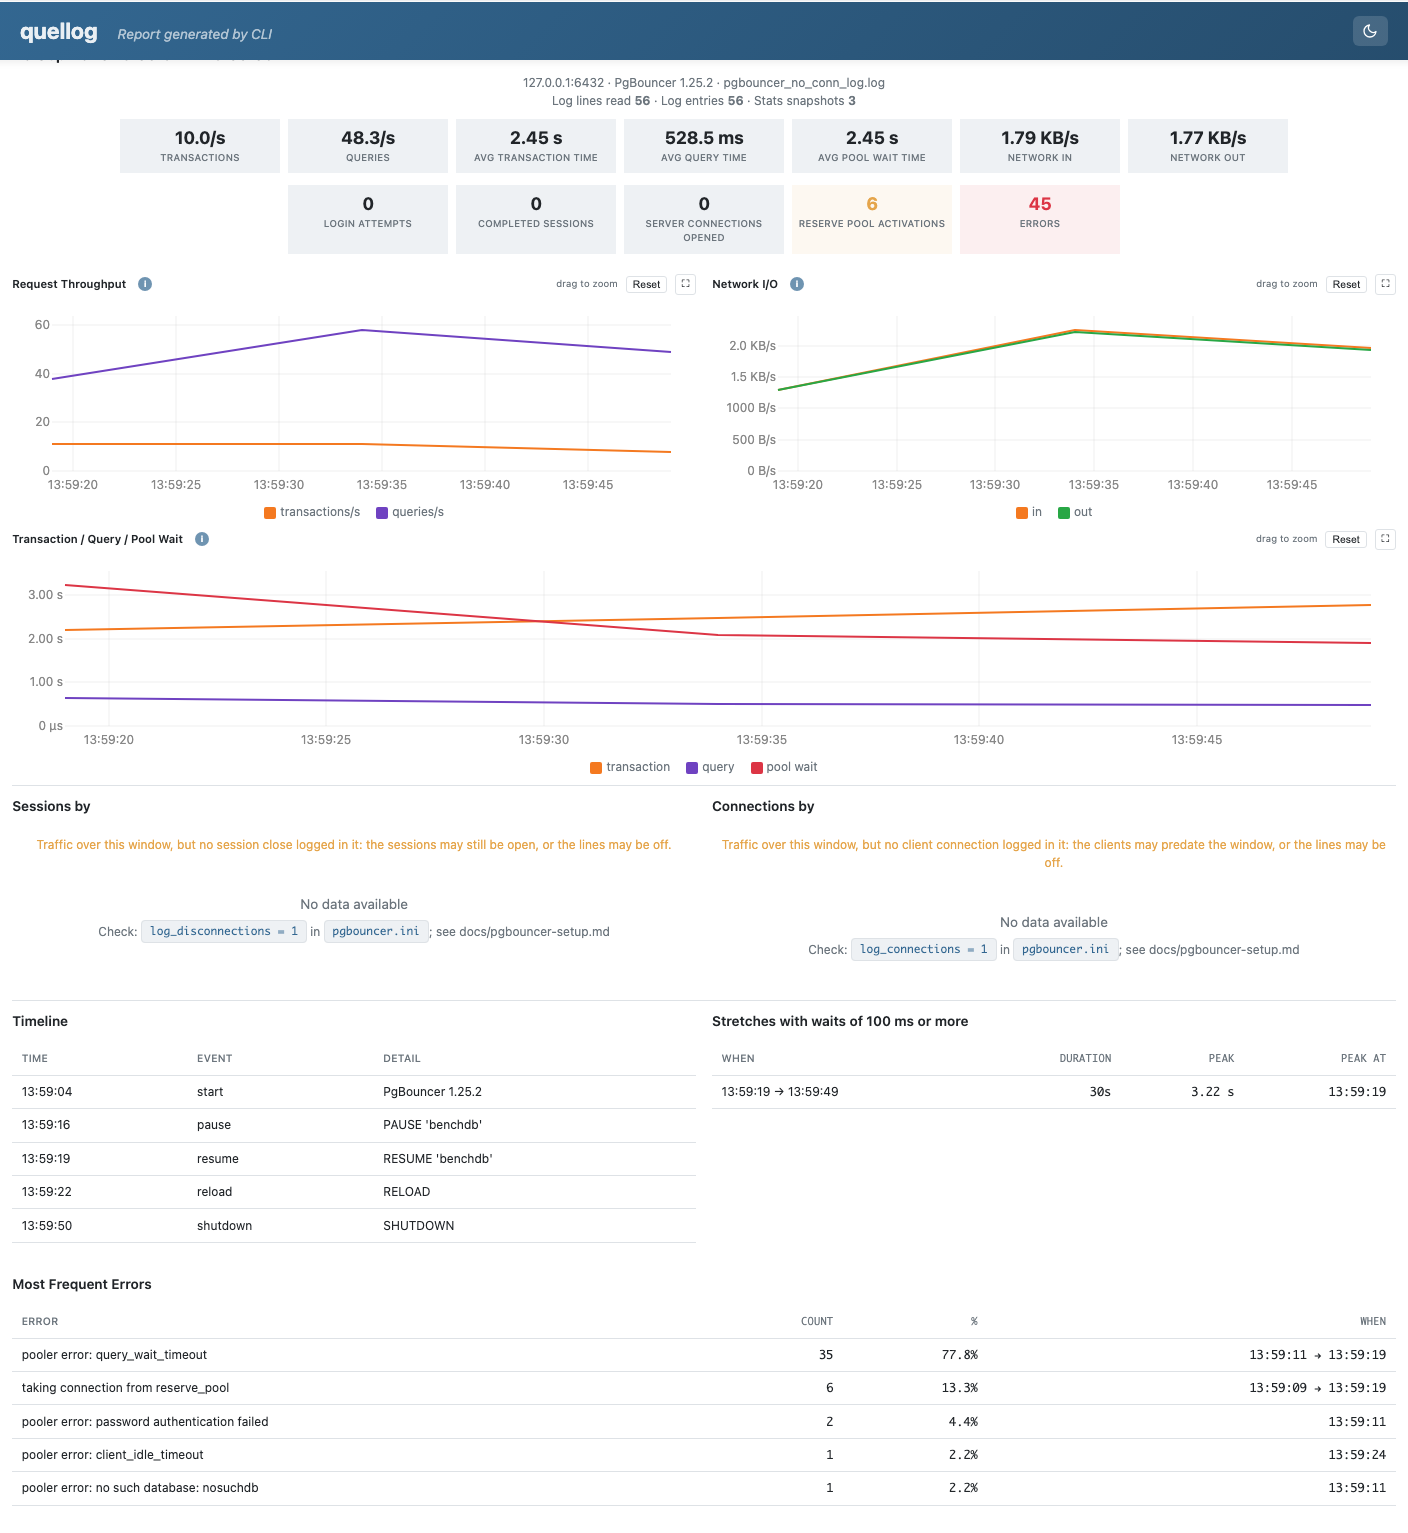 quellog Report generated by CLI
127.0.0.1:6432 · PgBouncer 1.25.2 · pgbouncer_no_conn_log.log
Log lines read 56 · Log entries 56 · Stats snapshots 3
10.0/s
TRANSACTIONS
48.3/s
QUERIES
2.45 s
AVG TRANSACTION TIME
528.5 ms
AVG QUERY TIME
2.45 s
AVG POOL WAIT TIME
1.79 KB/s
NETWORK IN
1.77 KB/s
NETWORK OUT
0
LOGIN ATTEMPTS
0
COMPLETED SESSIONS
0
SERVER CONNECTIONS
OPENED
6
RESERVE POOL ACTIVATIONS
45
ERRORS
Request Throughput i drag to zoom Reset
60
40
20
0
13:59:20 13:59:25 13:59:30 13:59:35 13:59:40 13:59:45
transactions/s queries/s
Network I/O i drag to zoom Reset
2.0 KB/s
1.5 KB/s
1000 B/s
500 B/s
0 B/s
13:59:20 13:59:25 13:59:30 13:59:35 13:59:40 13:59:45
in out
Transaction / Query / Pool Wait i drag to zoom Reset
3.00 s
2.00 s
1.00 s
0 µs
13:59:20 13:59:25 13:59:30 13:59:35 13:59:40 13:59:45
transaction query pool wait
Sessions by
Traffic over this window, but no session close logged in it: the sessions may still be open, or the lines may be off.
No data available
Check: log_disconnections = 1 in pgbouncer.ini; see docs/pgbouncer-setup.md
Connections by
Traffic over this window, but no client connection logged in it: the clients may predate the window, or the lines may be
off.
No data available
Check: log_connections = 1 in pgbouncer.ini; see docs/pgbouncer-setup.md
Timeline
TIME EVENT DETAIL
13:59:04 start PgBouncer 1.25.2
13:59:16 pause PAUSE 'benchdb'
13:59:19 resume RESUME 'benchdb'
13:59:22 reload RELOAD
13:59:50 shutdown SHUTDOWN
Stretches with waits of 100 ms or more
WHEN DURATION PEAK PEAK AT
13:59:19 → 13:59:49 30s 3.22 s 13:59:19
Most Frequent Errors
ERROR COUNT % WHEN
pooler error: query_wait_timeout 35 77.8% 13:59:11 → 13:59:19
taking connection from reserve_pool 6 13.3% 13:59:09 → 13:59:19
pooler error: password authentication failed 2 4.4% 13:59:11
pooler error: client_idle_timeout 1 2.2% 13:59:24
pooler error: no such database: nosuchdb 1 2.2% 13:59:11